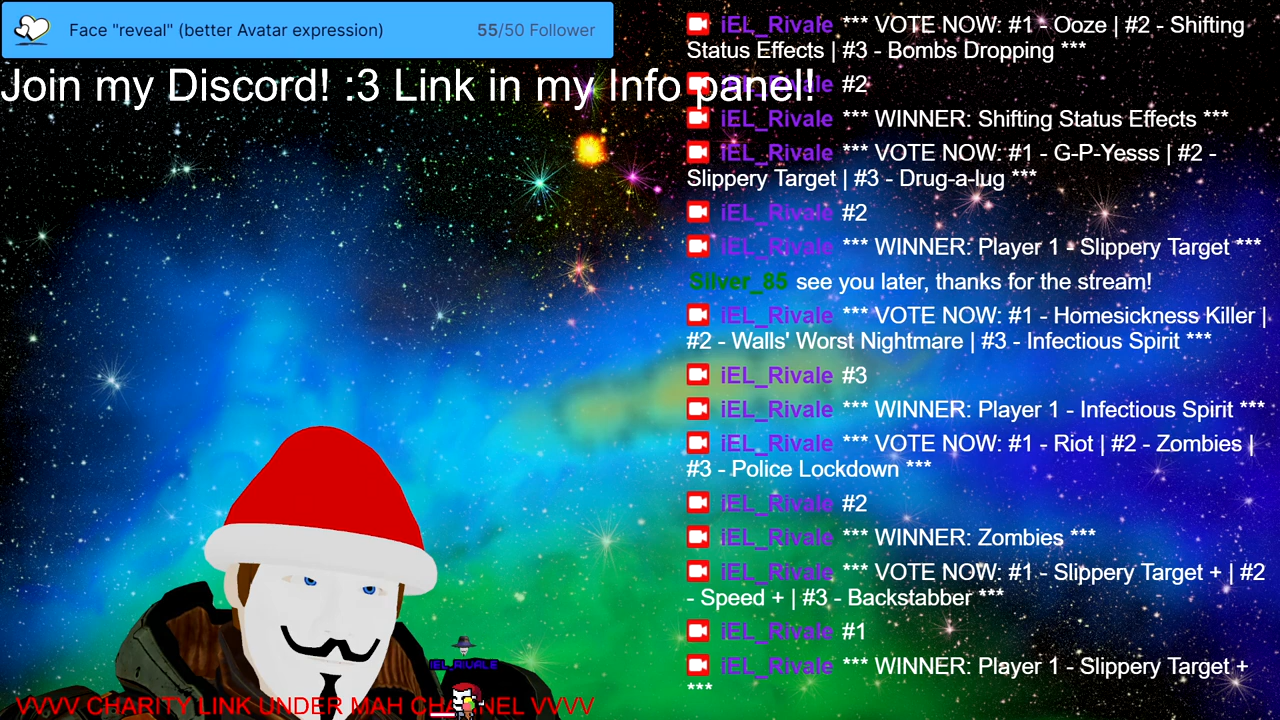 Face "reveal" (better Avatar expression) 55/50 Follower
Join my Discord! :3 Link in my Info panel!
iEL_Rivale *** VOTE NOW: #1 - Ooze | #2 - Shifting
Status Effects | #3 - Bombs Dropping ***
iEL_Rivale #2
iEL_Rivale *** WINNER: Shifting Status Effects ***
iEL_Rivale *** VOTE NOW: #1 - G-P-Yesss | #2 -
Slippery Target | #3 - Drug-a-lug ***
iEL_Rivale #2
iEL_Rivale *** WINNER: Player 1 - Slippery Target ***
Silver_85 see you later, thanks for the stream!
iEL_Rivale *** VOTE NOW: #1 - Homesickness Killer |
#2 - Walls' Worst Nightmare | #3 - Infectious Spirit ***
iEL_Rivale #3
iEL_Rivale *** WINNER: Player 1 - Infectious Spirit ***
iEL_Rivale *** VOTE NOW: #1 - Riot | #2 - Zombies |
#3 - Police Lockdown ***
iEL_Rivale #2
iEL_Rivale *** WINNER: Zombies ***
iEL_Rivale *** VOTE NOW: #1 - Slippery Target + | #2
- Speed + | #3 - Backstabber ***
iEL_Rivale #1
iEL_Rivale *** WINNER: Player 1 - Slippery Target +
***
IEL_RIVALE
VVVV CHARITY LINK UNDER MAH CHANNEL VVVV